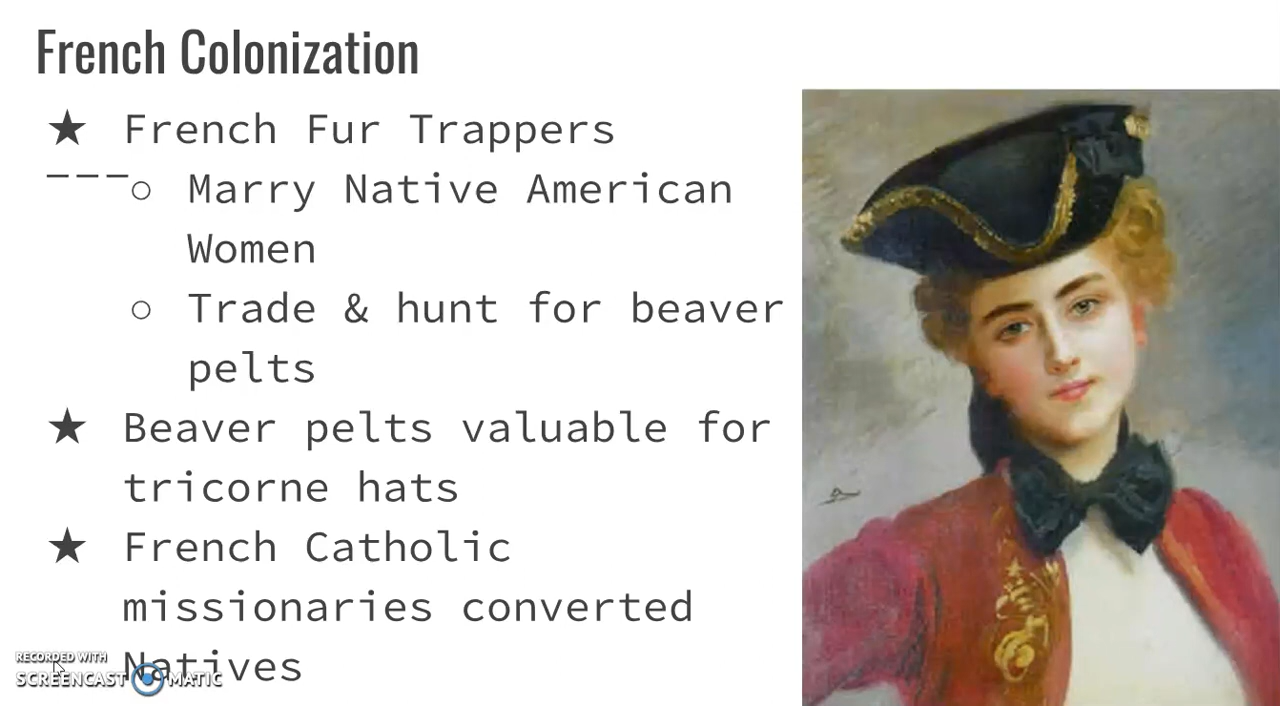 French Colonization
★ French Fur Trappers
○ Marry Native American
Women
○ Trade & hunt for beaver
pelts
★ Beaver pelts valuable for
tricorne hats
★ French Catholic
missionaries converted
Natives
RECORDED WITH
SCREENCAST MATIC